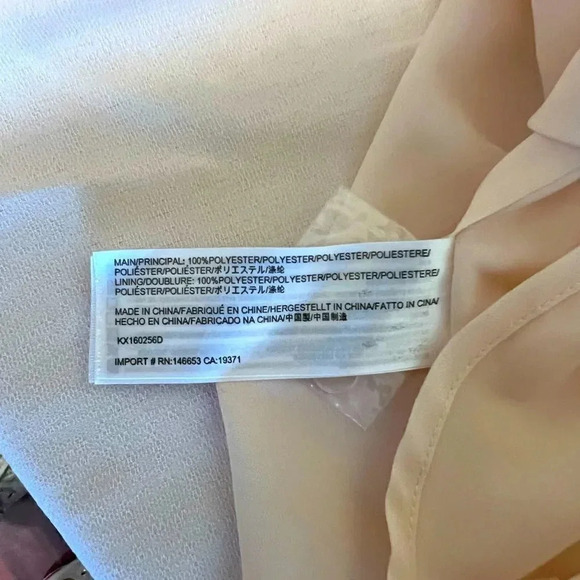 MAIN/PRINCIPAL: 100%POLYESTER/POLYESTER/POLYESTER/POLIESTERE/
POLIÉSTER/POLIÉSTER/ポリエステル/涤纶
LINING/DOUBLURE: 100%POLYESTER/POLYESTER/POLYESTER/POLIESTERE/
POLIÉSTER/POLIÉSTER/ポリエステル/涤纶
MADE IN CHINA/FABRIQUÉ EN CHINE/HERGESTELLT IN CHINA/FATTO IN CINA/
HECHO EN CHINA/FABRICADO NA CHINA/中国製/中国制造
KX160256D
IMPORT # RN:146653 CA:19371